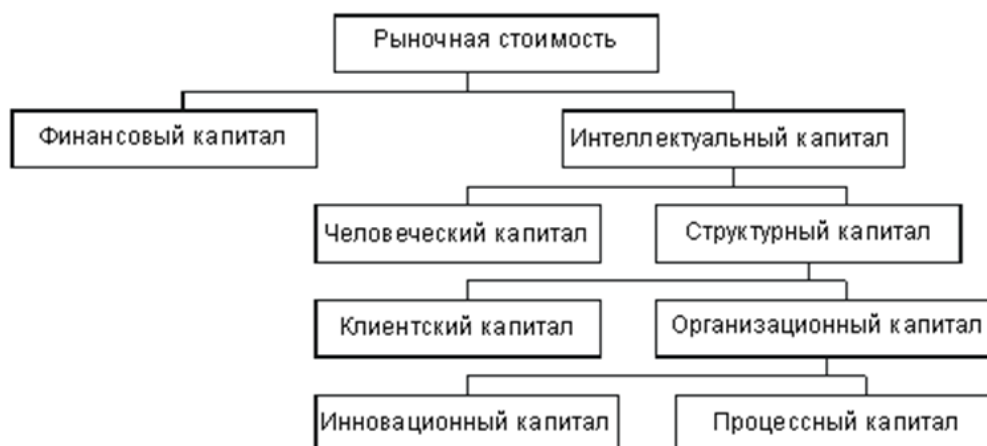 Рыночная стоимость
Финансовый капитал
Интеллектуальный капитал
Человеческий капитал
Структурный капитал
Клиентский капитал
Организационный капитал
Инновационный капитал
Процессный капитал